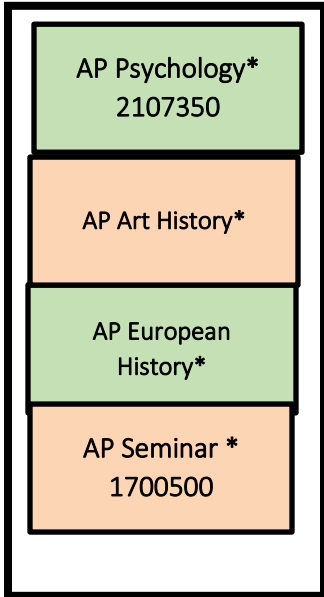 AP Psychology*
2107350
AP Art History*
AP European
History*
AP Seminar *
1700500